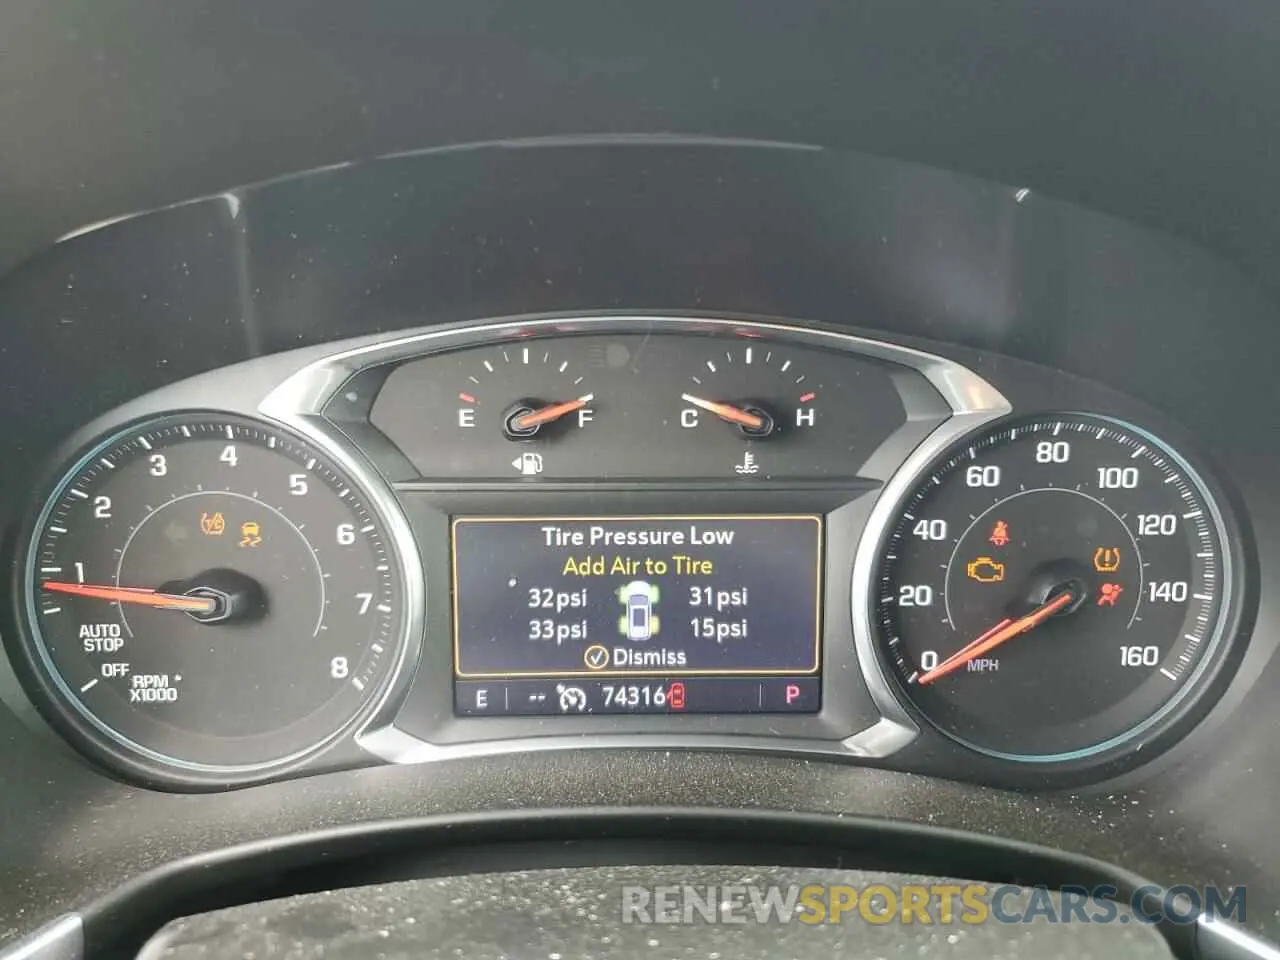 E F
C H
1 2 3 4 5 6 7 8
AUTO
STOP
OFF
RPM
X1000
Tire Pressure Low
Add Air to Tire
32psi 31psi
33psi 15psi
Dismiss
E -- 74316 P
0 20 40 60 80 100 120 140 160
MPH
RENEWSPORTSCARS.COM